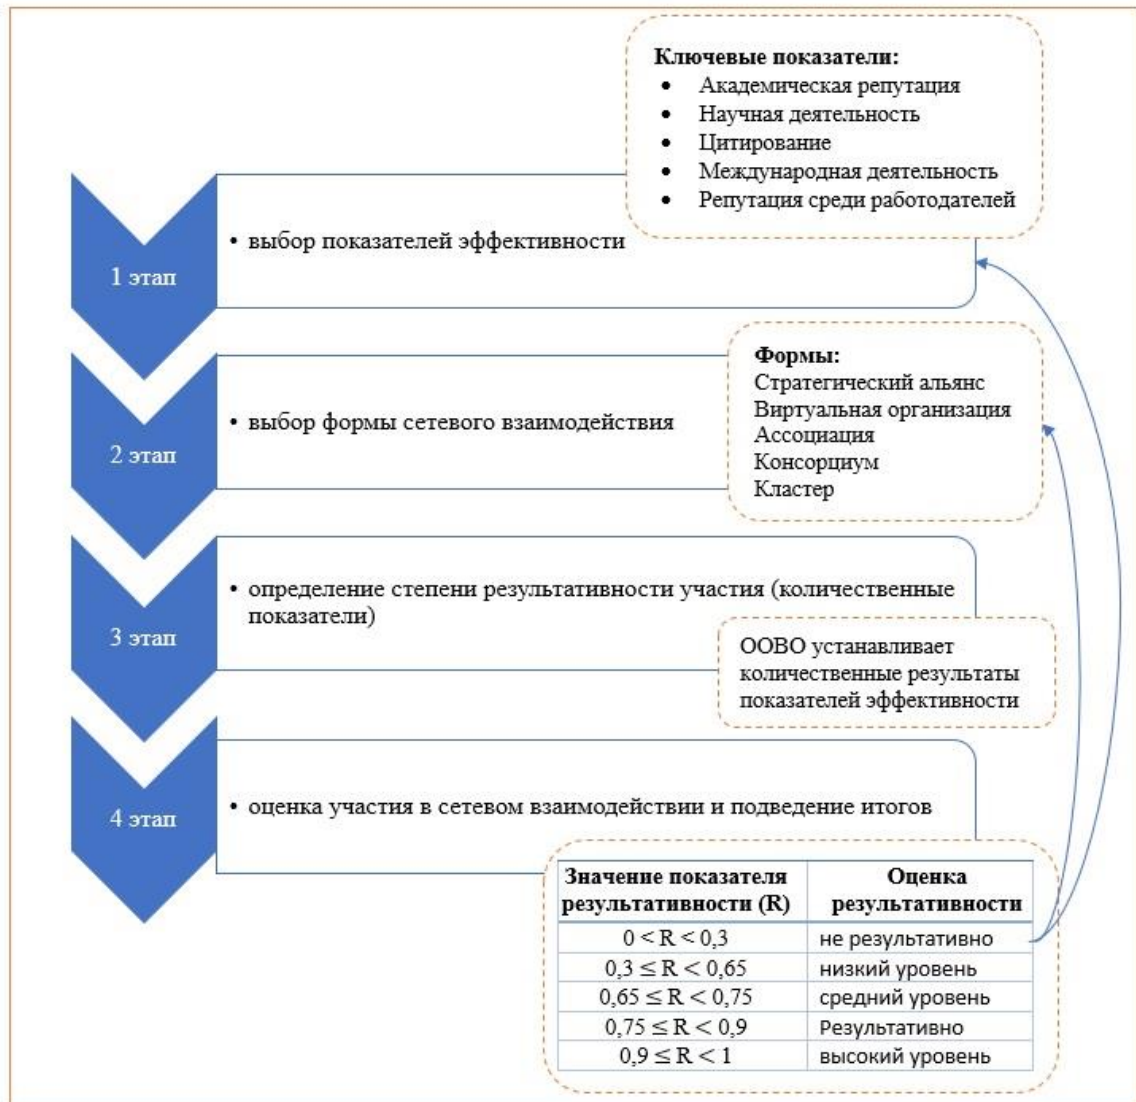 Ключевые показатели:
• Академическая репутация
• Научная деятельность
• Цитирование
• Международная деятельность
• Репутация среди работодателей
1 этап
• выбор показателей эффективности
Формы:
Стратегический альянс
Виртуальная организация
Ассоциация
Консорциум
Кластер
2 этап
• выбор формы сетевого взаимодействия
3 этап
• определение степени результативности участия (количественные
показатели)
ООВО устанавливает
количественные результаты
показателей эффективности
4 этап
• оценка участия в сетевом взаимодействии и подведение итогов
Значение показателя результативности (R) Оценка результативности
0 < R < 0,3 не результативно
0,3 ≤ R < 0,65 низкий уровень
0,65 ≤ R < 0,75 средний уровень
0,75 ≤ R < 0,9 Результативно
0,9 ≤ R < 1 высокий уровень